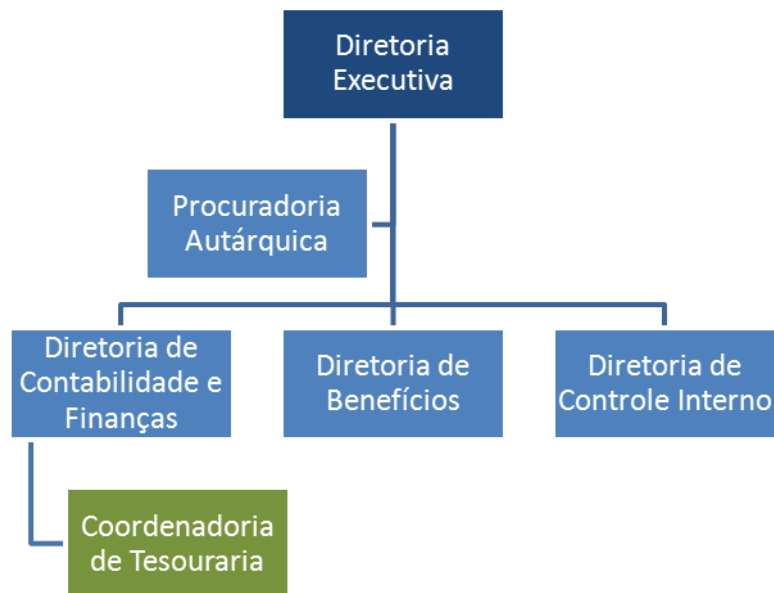 Diretoria
Executiva
Procuradoria
Autárquica
Diretoria de
Contabilidade e
Finanças
Diretoria de
Benefícios
Diretoria de
Controle Interno
Coordenadoria
de Tesouraria